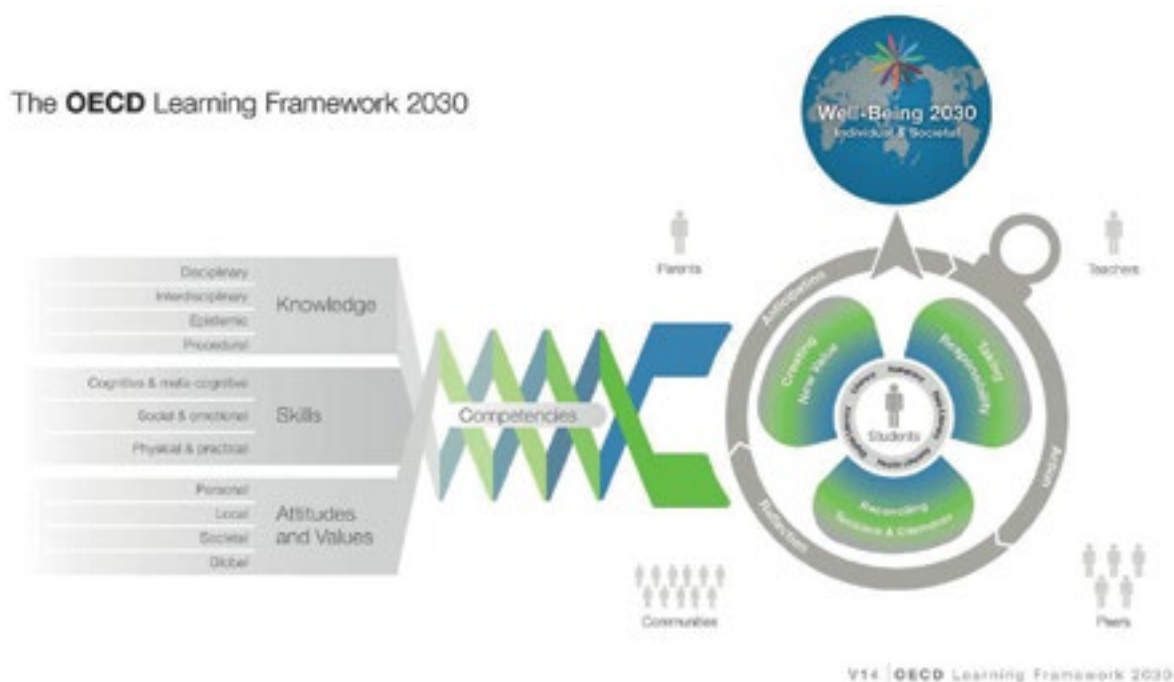 The OECD Learning Framework 2030
Well-Being 2030
Individual & Societal
Parents
Teachers
Disciplinary
Interdisciplinary
Epistemic
Procedural
Knowledge
Cognitive & meta-cognitive
Social & emotional
Physical & practical
Skills
Personal
Local
Societal
Global
Attitudes
and Values
Competencies
Anticipation
Action
Reflection
Creating
New Value
Taking
Responsibility
Reconciling
Tensions & Dilemmas
Students
Communities
Peers
V14 | OECD Learning Framework 2030